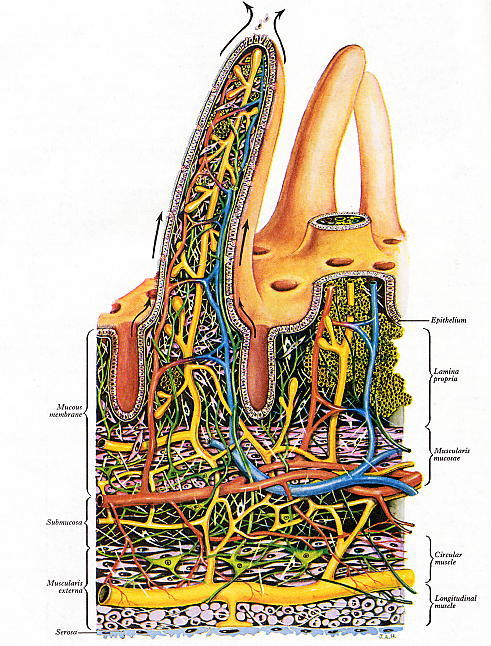 Epithelium
Lamina
propria
Mucous
membrane
Muscularis
mucosae
Submucosa
Circular
muscle
Muscularis
externa
Longitudinal
muscle
Serosa
J.A.H.